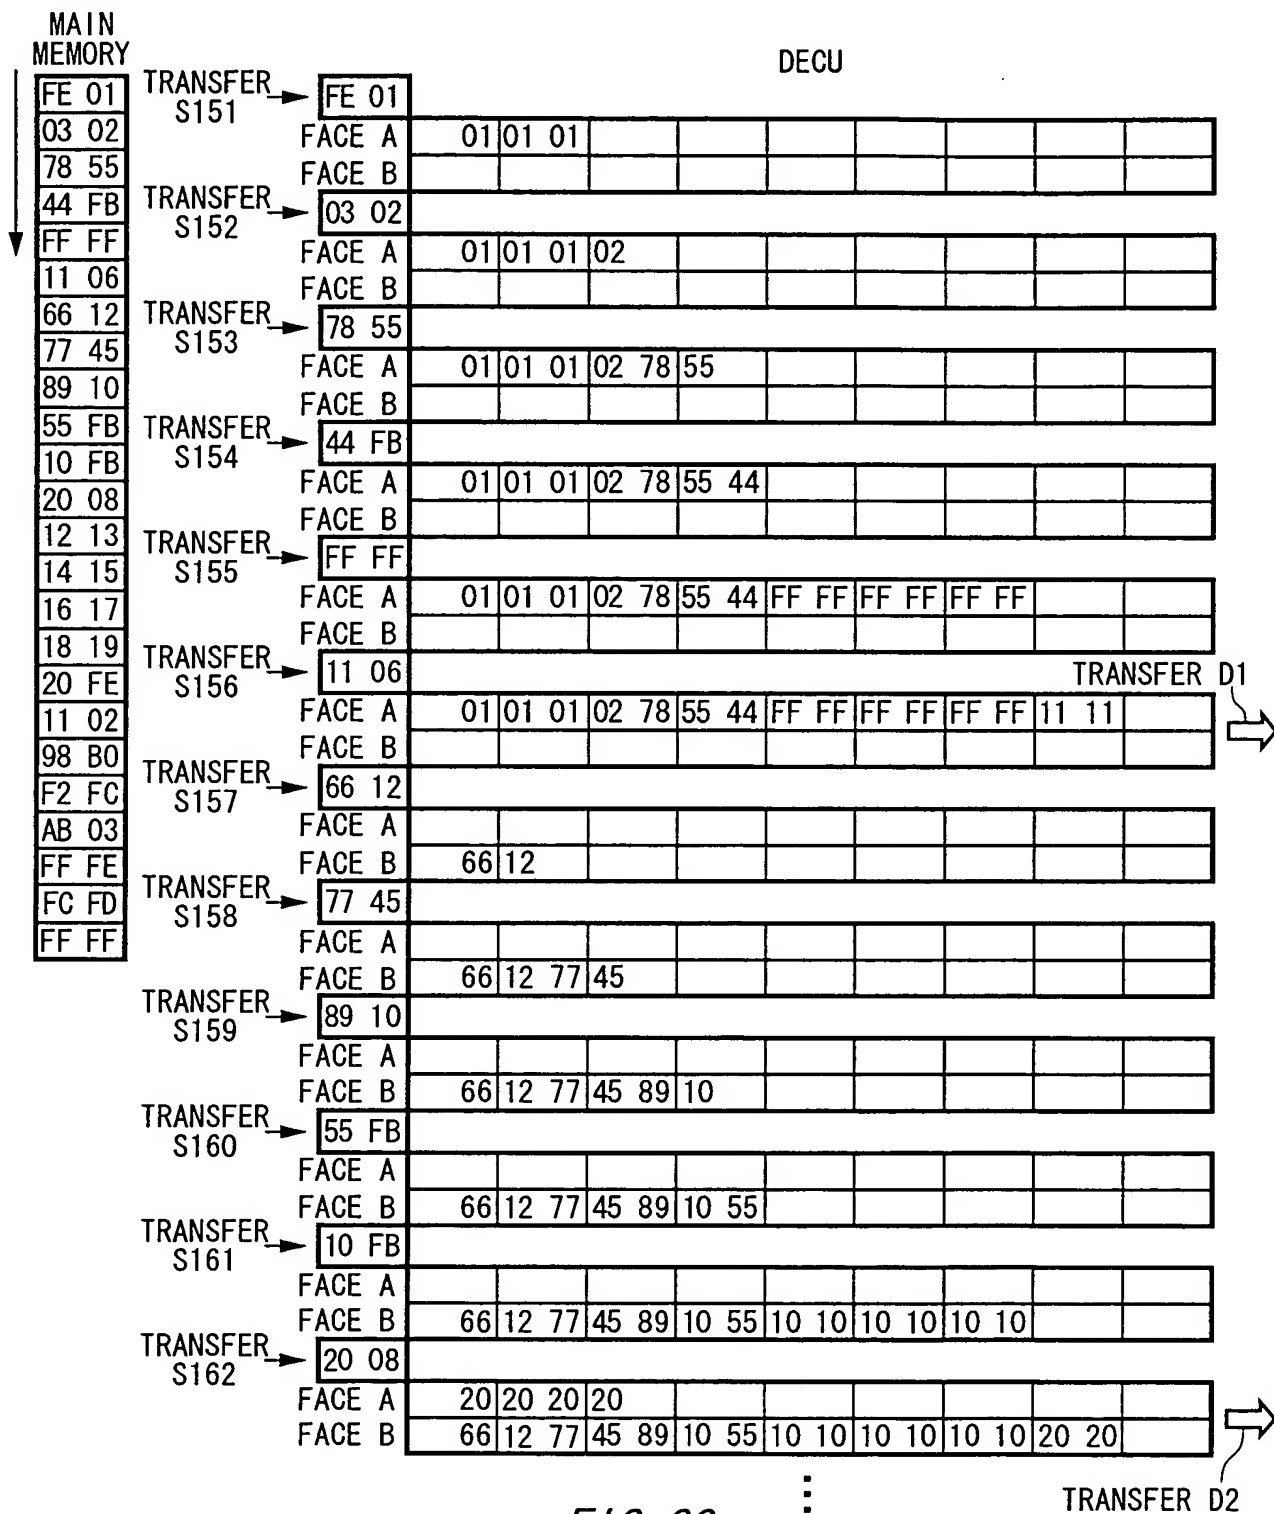 MAIN
MEMORY
FE 01
03 02
78 55
44 FB
FF FF
11 06
66 12
77 45
89 10
55 FB
10 FB
20 08
12 13
14 15
16 17
18 19
20 FE
11 02
98 B0
F2 FC
AB 03
FF FE
FC FD
FF FF
DECU
TRANSFER
S151
FE 01
FACE A 01 01 01
FACE B
TRANSFER
S152
03 02
FACE A 01 01 01 02
FACE B
TRANSFER
S153
78 55
FACE A 01 01 01 02 78 55
FACE B
TRANSFER
S154
44 FB
FACE A 01 01 01 02 78 55 44
FACE B
TRANSFER
S155
FF FF
FACE A 01 01 01 02 78 55 44 FF FF FF FF FF FF
FACE B
TRANSFER
S156
11 06
TRANSFER D1
FACE A 01 01 01 02 78 55 44 FF FF FF FF FF FF 11 11
FACE B
TRANSFER
S157
66 12
FACE A
FACE B 66 12
TRANSFER
S158
77 45
FACE A
FACE B 66 12 77 45
TRANSFER
S159
89 10
FACE A
FACE B 66 12 77 45 89 10
TRANSFER
S160
55 FB
FACE A
FACE B 66 12 77 45 89 10 55
TRANSFER
S161
10 FB
FACE A
FACE B 66 12 77 45 89 10 55 10 10 10 10 10 10
TRANSFER
S162
20 08
FACE A 20 20 20 20
FACE B 66 12 77 45 89 10 55 10 10 10 10 10 10 20 20
TRANSFER D2